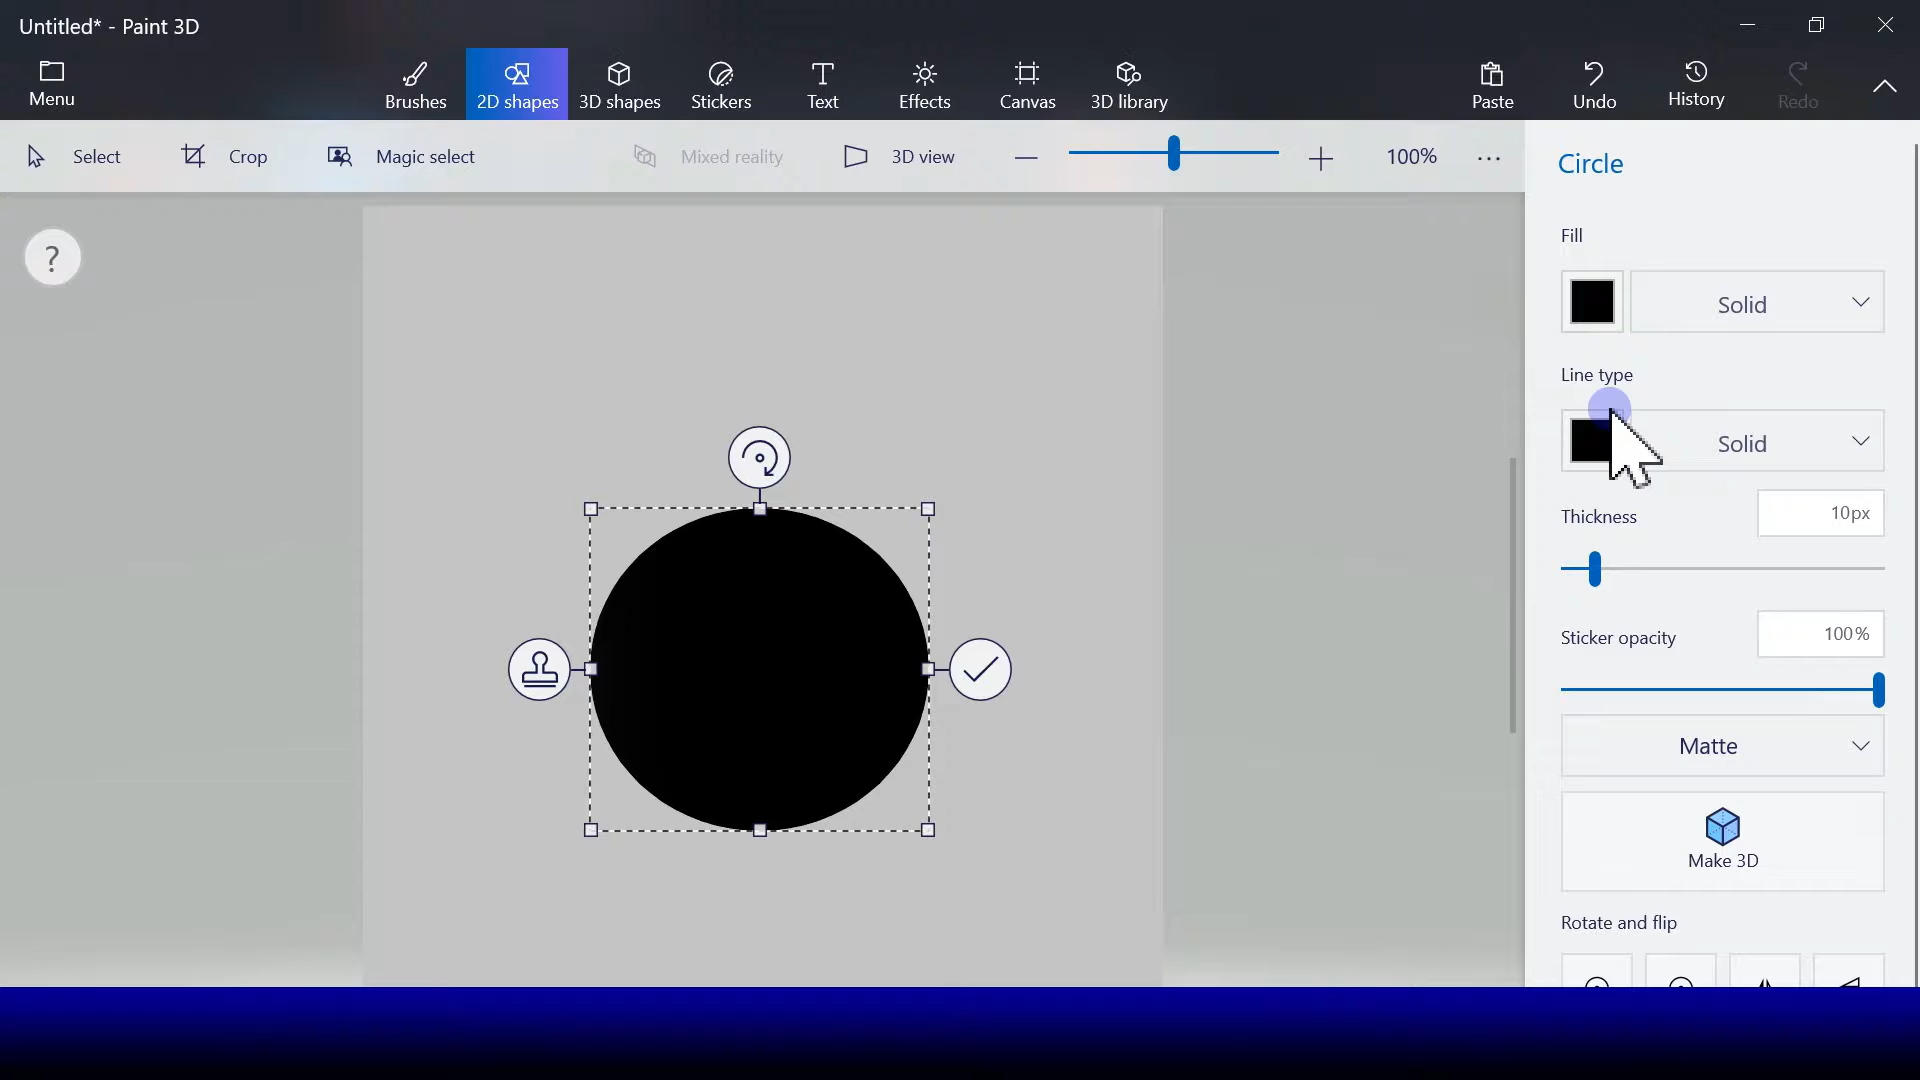 Untitled* - Paint 3D
Menu
Brushes
2D shapes
3D shapes
Stickers
Text
Effects
Canvas
3D library
Paste
Undo
History
Redo
Select
Crop
Magic select
Mixed reality
3D view
100%
...
?
Circle
Fill
Solid
Line type
Solid
Thickness
10px
Sticker opacity
100%
Matte
Make 3D
Rotate and flip